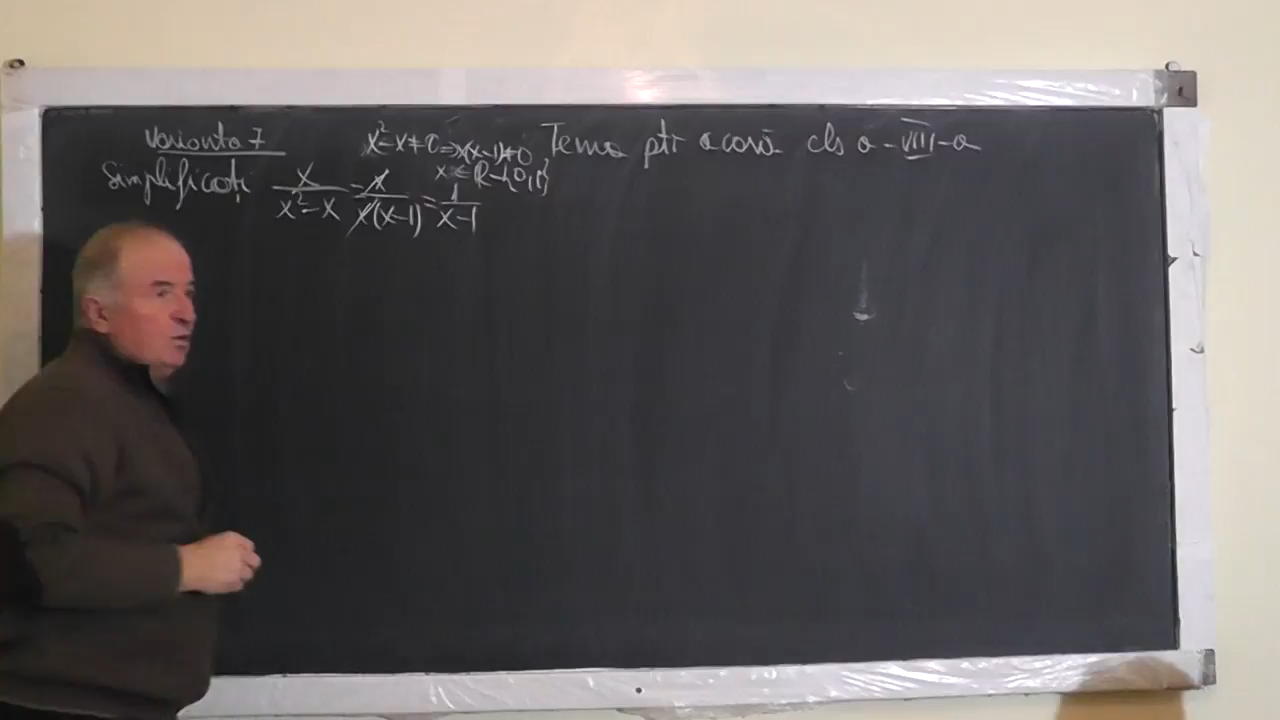 Varianta 7
x²-x≠0⇒x(x-1)≠0
Tema ptr acasă cls a-VIII-a
x∈R-{0,1}
Simplificați x/(x²-x) = x/(x(x-1)) = 1/(x-1)